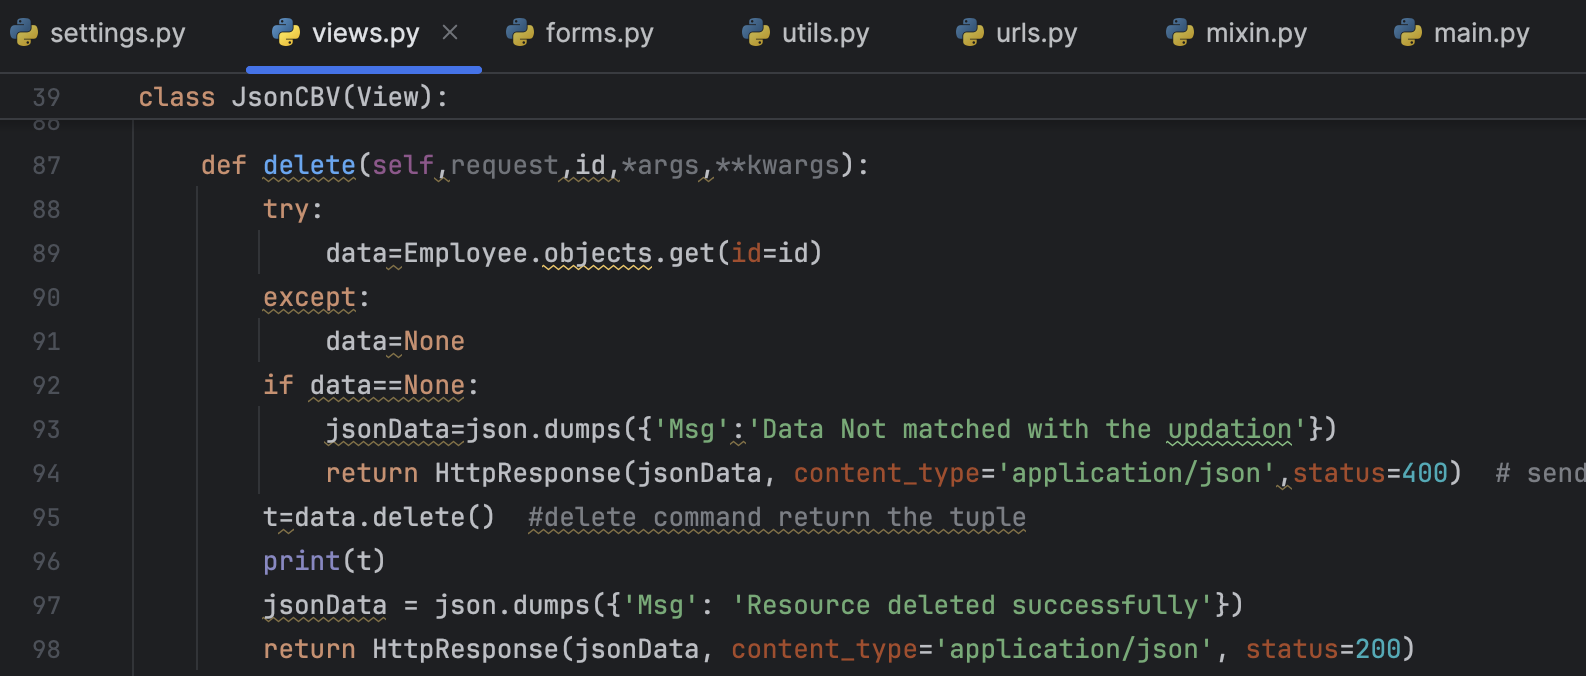 settings.py views.py forms.py utils.py urls.py mixin.py main.py
39 class JsonCBV(View):
86
87 def delete(self,request,id,*args,**kwargs):
88 try:
89 data=Employee.objects.get(id=id)
90 except:
91 data=None
92 if data==None:
93 jsonData=json.dumps({'Msg':'Data Not matched with the updation'})
94 return HttpResponse(jsonData, content_type='application/json',status=400) # send
95 t=data.delete() #delete command return the tuple
96 print(t)
97 jsonData = json.dumps({'Msg': 'Resource deleted successfully'})
98 return HttpResponse(jsonData, content_type='application/json', status=200)